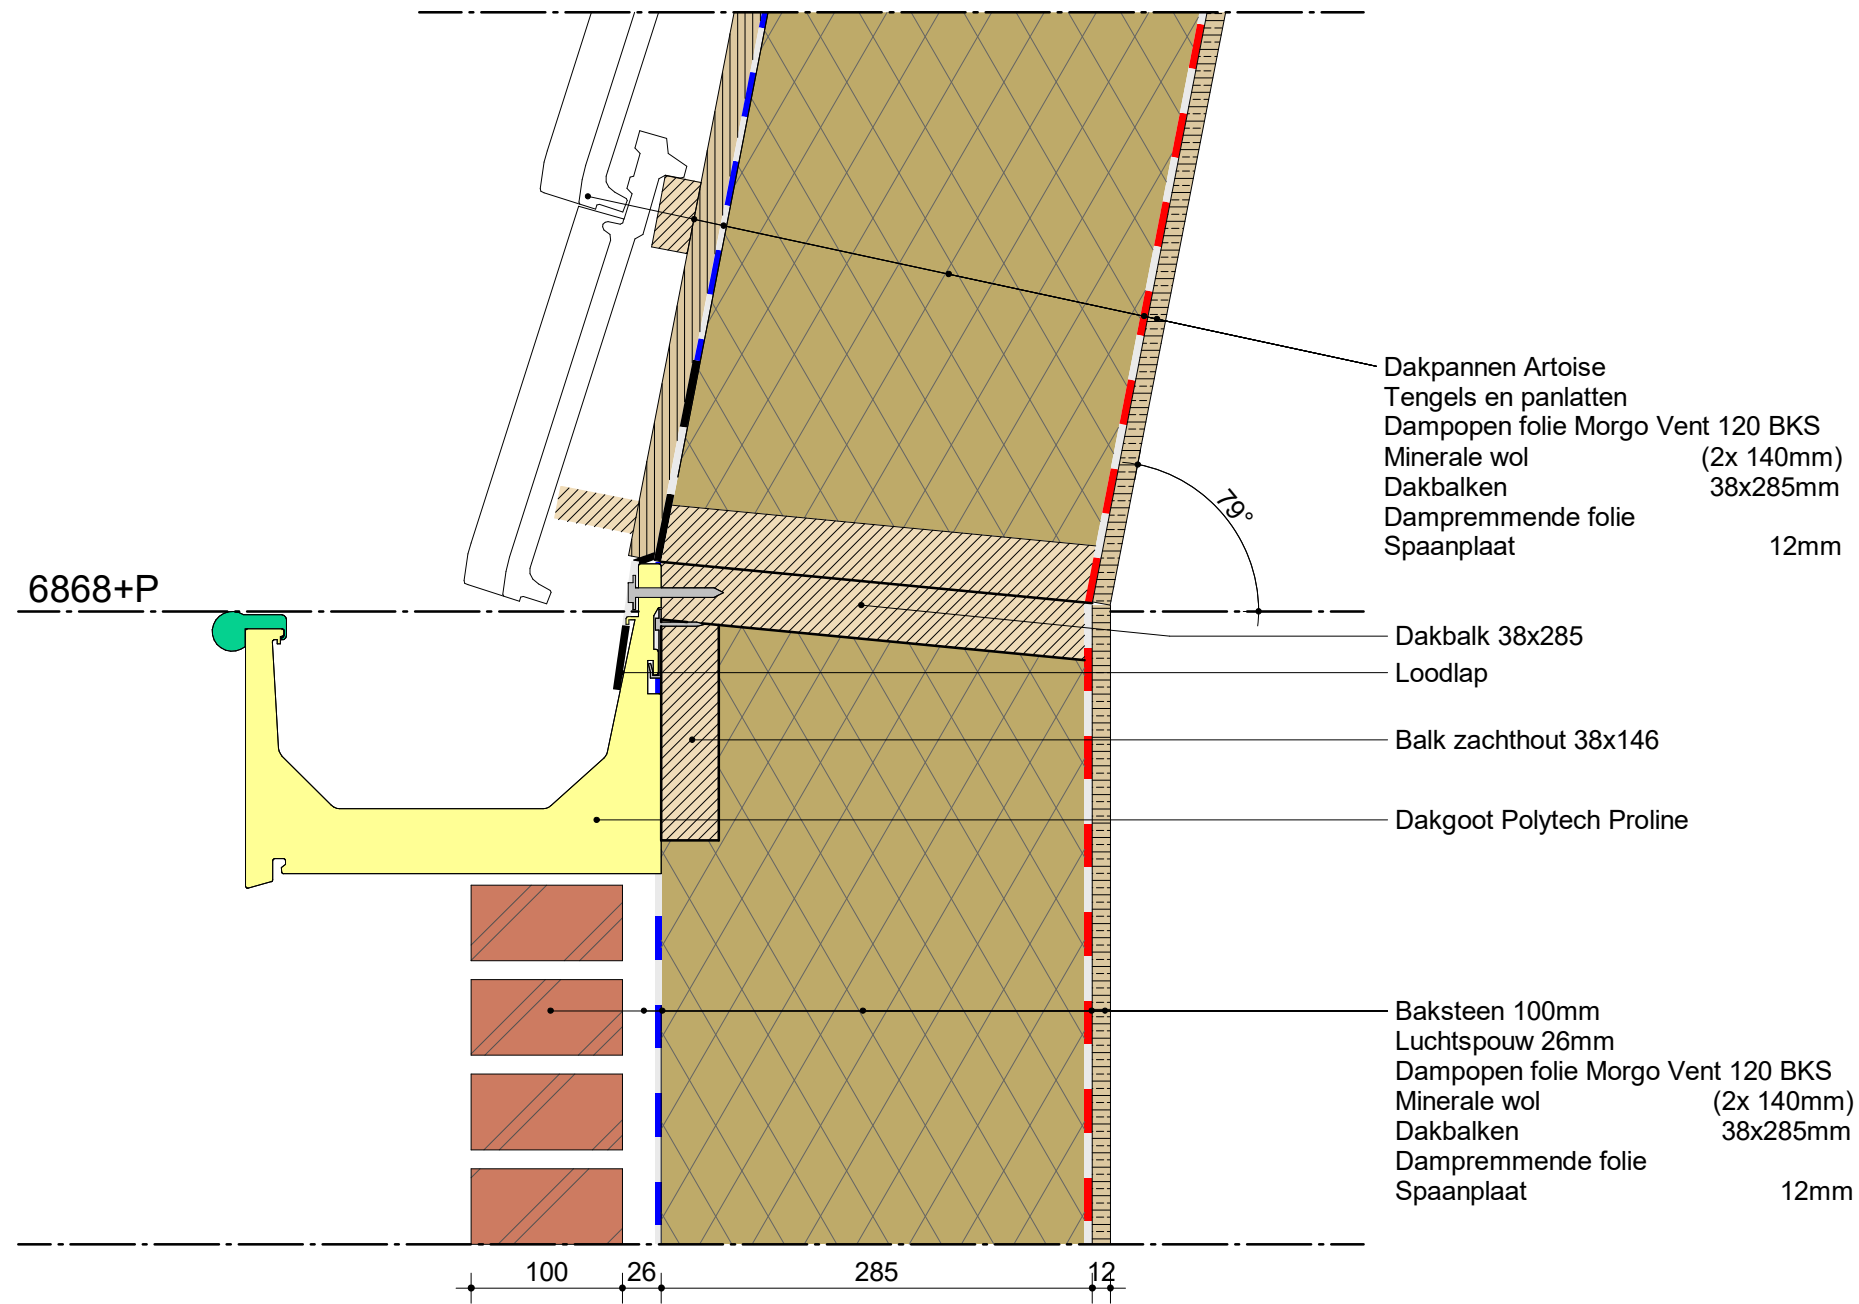 Dakpannen Artoise
Tengels en panlatten
Dampopen folie Morgo Vent 120 BKS
Minerale wol (2x 140mm)
Dakbalken 38x285mm
Dampremmende folie
Spaanplaat 12mm
79°
6868+P
Dakbalk 38x285
Loodlap
Balk zachthout 38x146
Dakgoot Polytech Proline
Baksteen 100mm
Luchtspouw 26mm
Dampopen folie Morgo Vent 120 BKS
Minerale wol (2x 140mm)
Dakbalken 38x285mm
Dampremmende folie
Spaanplaat 12mm
100 26 285 12